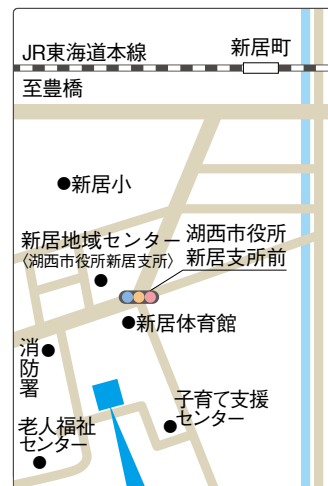 JR東海道本線
新居町
至豊橋
●新居小
新居地域センター
〈湖西市役所新居支所〉
湖西市役所
新居支所前
●新居体育館
消防署
子育て支援
センター
老人福祉
センター